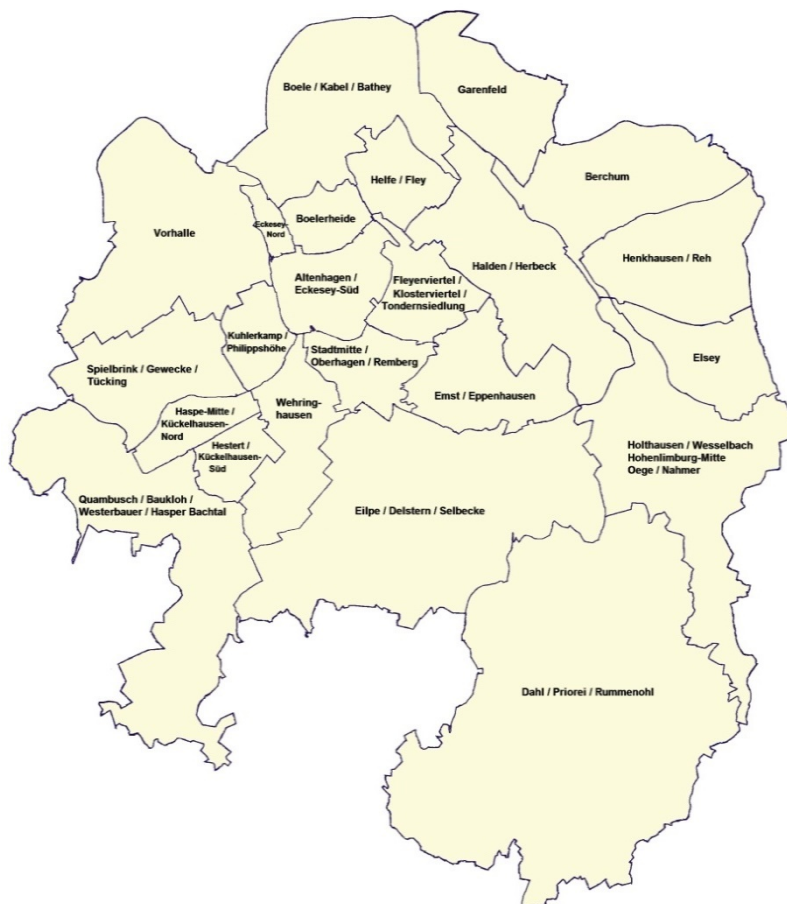 Boele / Kabel / Bathey
Garenfeld
Helfe / Fley
Berchum
Vorhalle
Eckesey-
Nord
Boelerheide
Henkhausen / Reh
Altenhagen /
Eckesey-Süd
Fleyerviertel /
Klosterviertel /
Tondernsiedlung
Halden / Herbeck
Kuhlerkamp /
Philippshöhe
Stadtmitte /
Oberhagen / Remberg
Spielbrink / Gewecke /
Tücking
Elsey
Wehring-
hausen
Emst / Eppenhausen
Haspe-Mitte /
Kückelhausen-
Nord
Hestert /
Kückelhausen-
Süd
Holthausen / Wesselbach
Hohenlimburg-Mitte
Oege / Nahmer
Quambusch / Baukloh /
Westerbauer / Hasper Bachtal
Eilpe / Delstern / Selbecke
Dahl / Priorei / Rummenohl